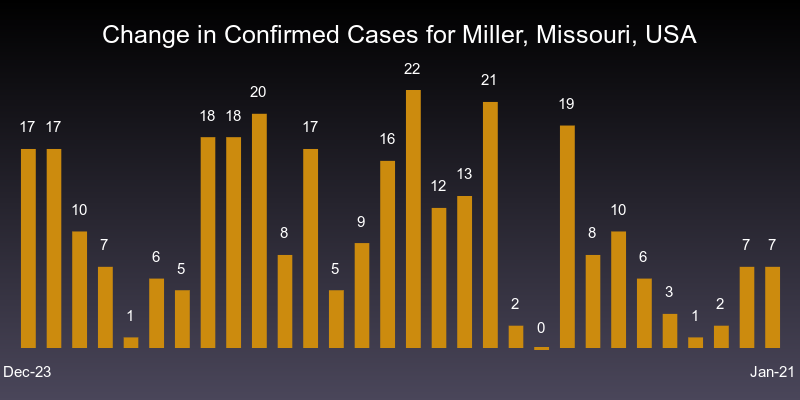 Change in Confirmed Cases for Miller, Missouri, USA
17 17 10 7 1 6 5 18 18 20 8 17 5 9 16 22 12 13 21 2 0 19 8 10 6 3 1 2 7 7
Dec-23 Jan-21